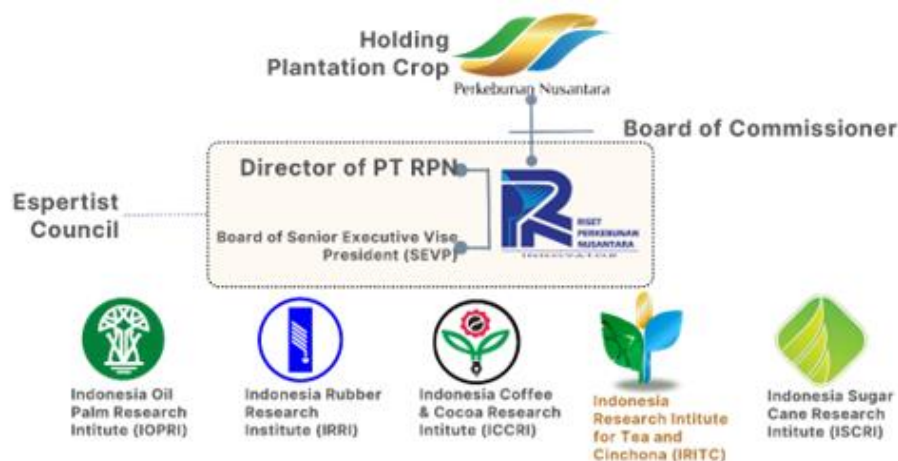 Holding
Plantation Crop
Perkebunan Nusantara
Board of Commissioner
Director of PT RPN
Espertist
Council
Board of Senior Executive Vise
President (SEVP)
RISET
PERKEBUNAN
NUSANTARA
INNOVATOR
Indonesia Oil
Palm Research
Intitute (IOPRI)
Indonesia Rubber
Research
Institute (IRRI)
Indonesia Coffee
& Cocoa Research
Intitute (ICCRI)
Indonesia
Research Intitute
for Tea and
Cinchona (IRITC)
Indonesia Sugar
Cane Research
Intitute (ISCRI)